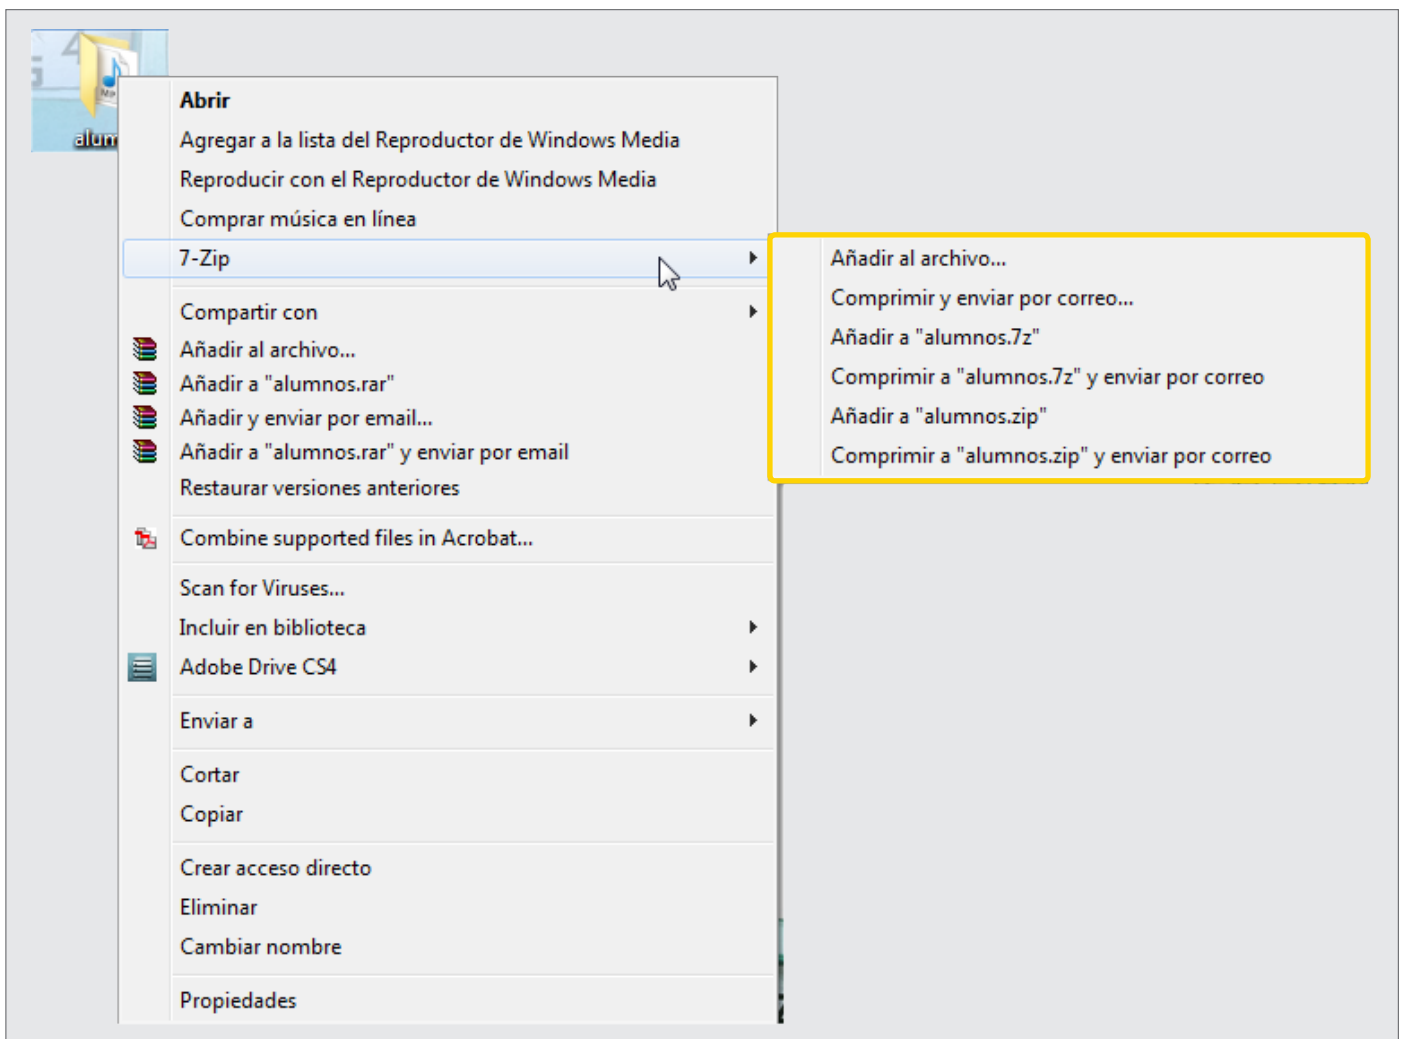 Abrir
Agregar a la lista del Reproductor de Windows Media
Reproducir con el Reproductor de Windows Media
Comprar música en línea
7-Zip
Compartir con
Añadir al archivo...
Añadir a "alumnos.rar"
Añadir y enviar por email...
Añadir a "alumnos.rar" y enviar por email
Restaurar versiones anteriores
Combine supported files in Acrobat...
Scan for Viruses...
Incluir en biblioteca
Adobe Drive CS4
Enviar a
Cortar
Copiar
Crear acceso directo
Eliminar
Cambiar nombre
Propiedades
Añadir al archivo...
Comprimir y enviar por correo...
Añadir a "alumnos.7z"
Comprimir a "alumnos.7z" y enviar por correo
Añadir a "alumnos.zip"
Comprimir a "alumnos.zip" y enviar por correo